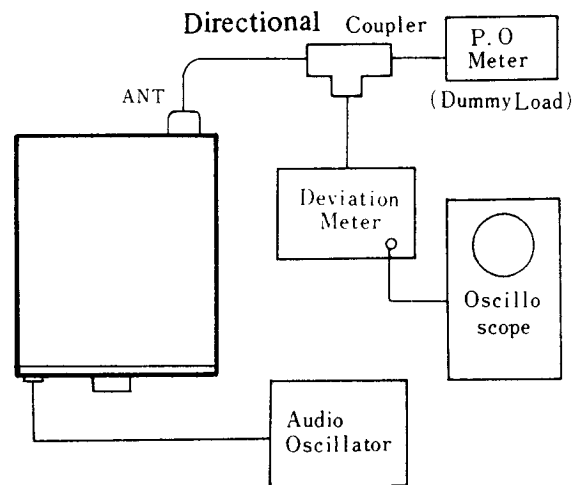 Directional Coupler
P.O
Meter
(Dummy Load)
ANT
Deviation
Meter
Oscillo
scope
Audio
Oscillator